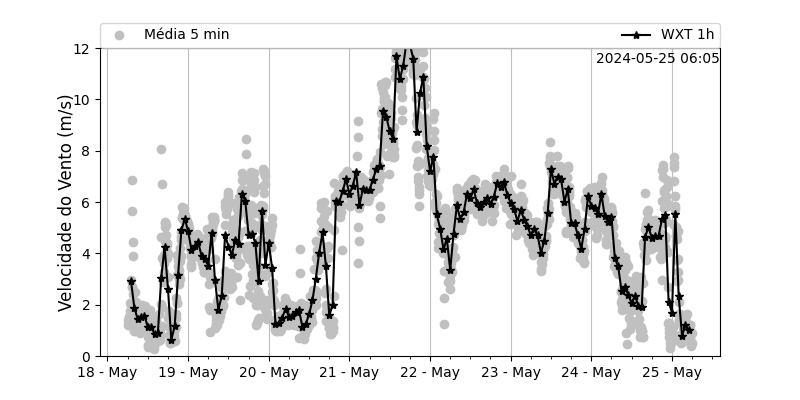 Média 5 min
WXT 1h
2024-05-25 06:05
Velocidade do Vento (m/s)
12
10
8
6
4
2
0
18 - May
19 - May
20 - May
21 - May
22 - May
23 - May
24 - May
25 - May